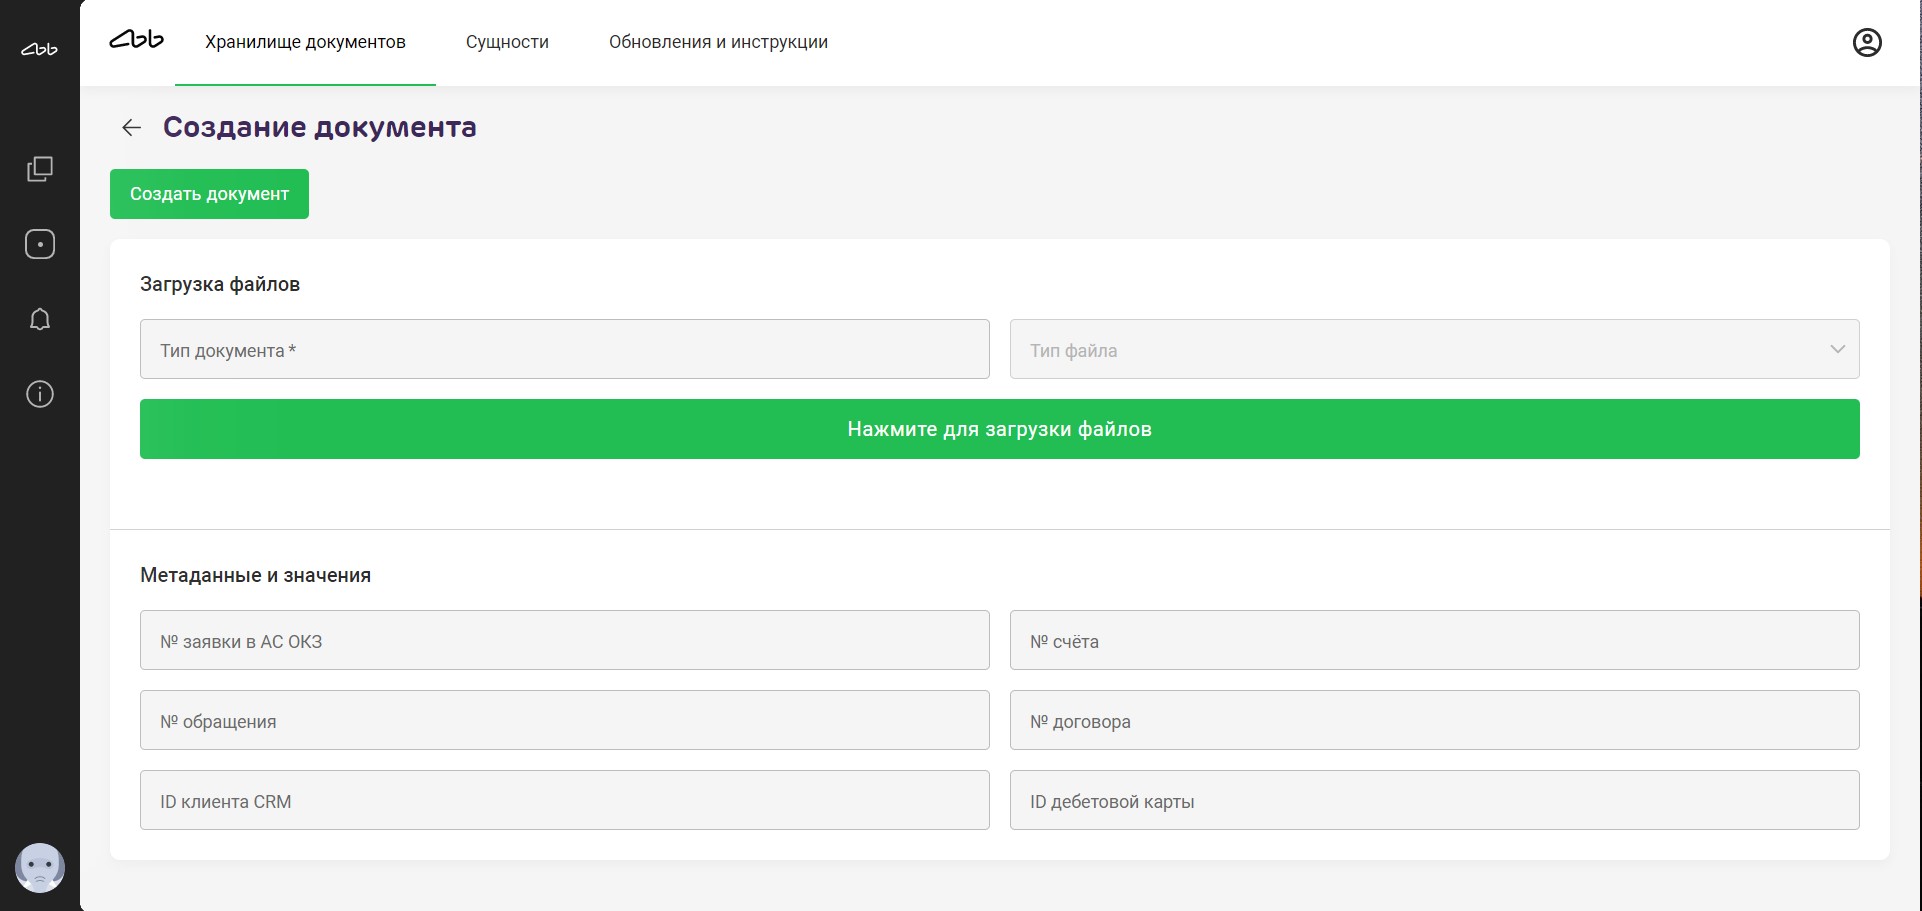 Хранилище документов Сущности Обновления и инструкции
Создание документа
Создать документ
Загрузка файлов
Тип документа * Тип файла
Нажмите для загрузки файлов
Метаданные и значения
№ заявки в АС ОКЗ № счёта
№ обращения № договора
ID клиента CRM ID дебетовой карты